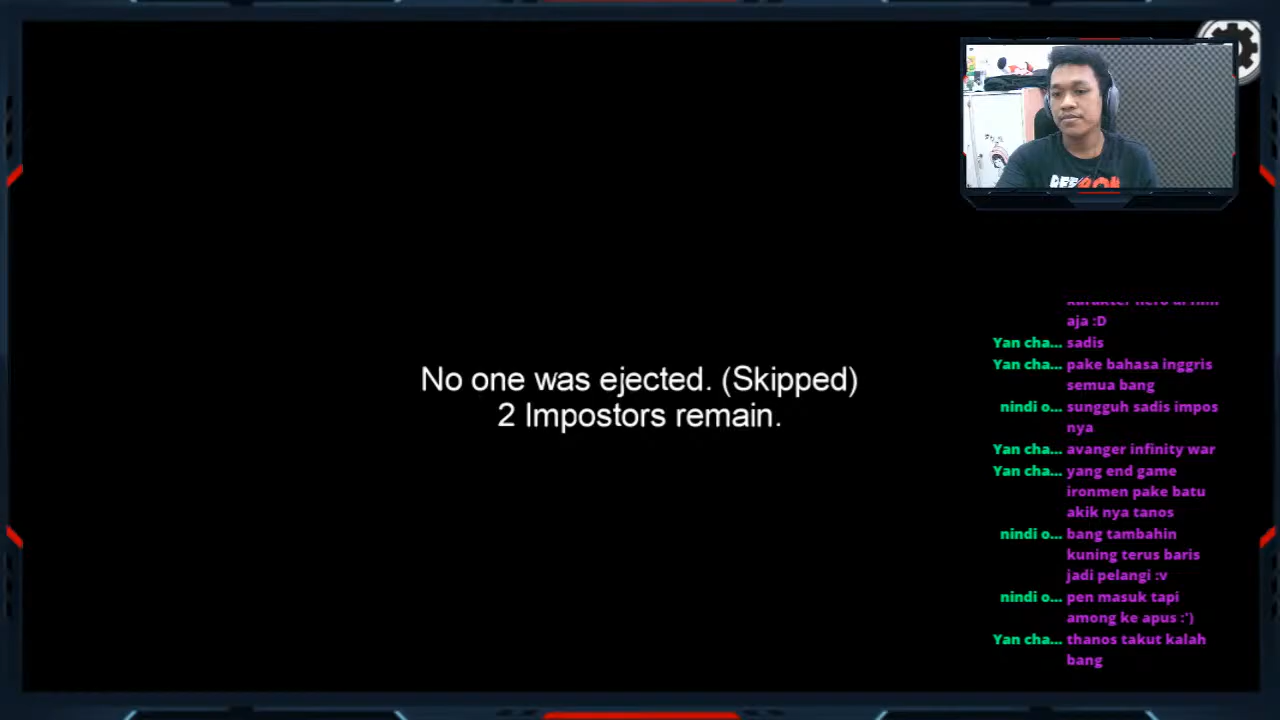 No one was ejected. (Skipped)
2 Impostors remain.
aja :D
Yan cha... sadis
Yan cha... pake bahasa inggris
semua bang
nindi o... sungguh sadis impos
nya
Yan cha... avanger infinity war
Yan cha... yang end game
ironmen pake batu
akik nya tanos
nindi o... bang tambahin
kuning terus baris
jadi pelangi :v
nindi o... pen masuk tapi
among ke apus :')
Yan cha... thanos takut kalah
bang